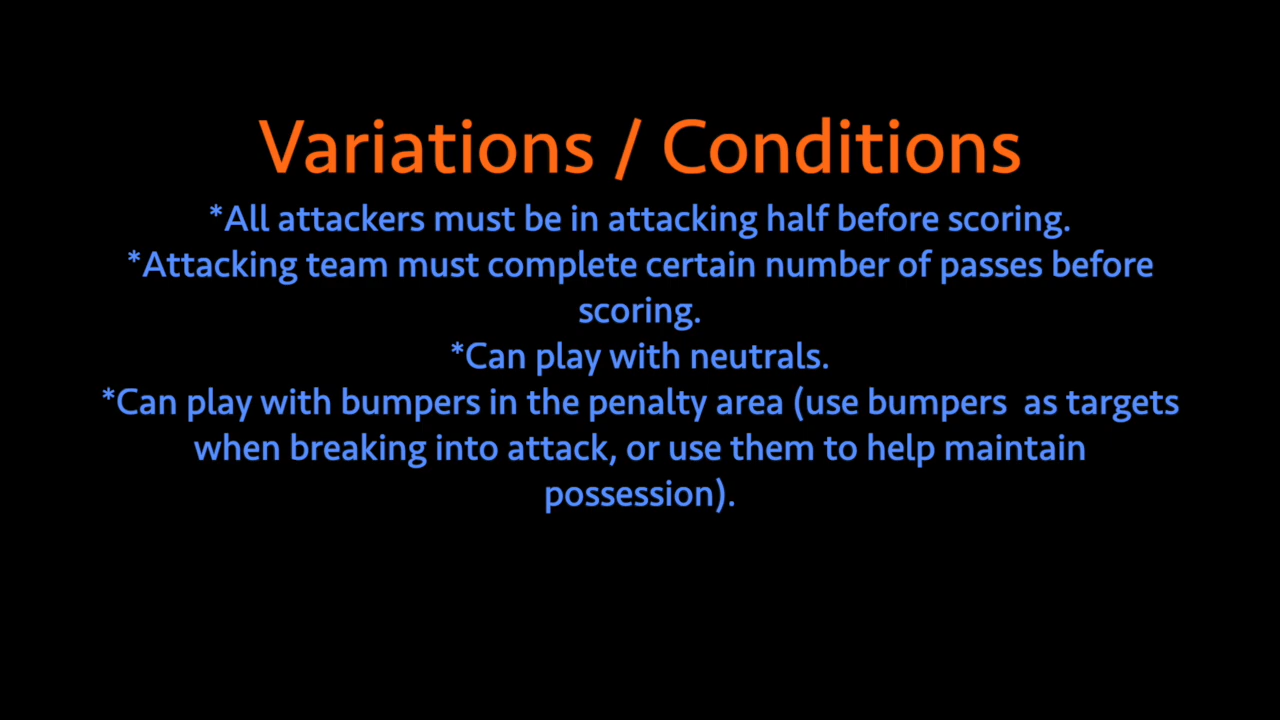 Variations / Conditions
*All attackers must be in attacking half before scoring.
*Attacking team must complete certain number of passes before
scoring.
*Can play with neutrals.
*Can play with bumpers in the penalty area (use bumpers  as targets
when breaking into attack, or use them to help maintain
possession).